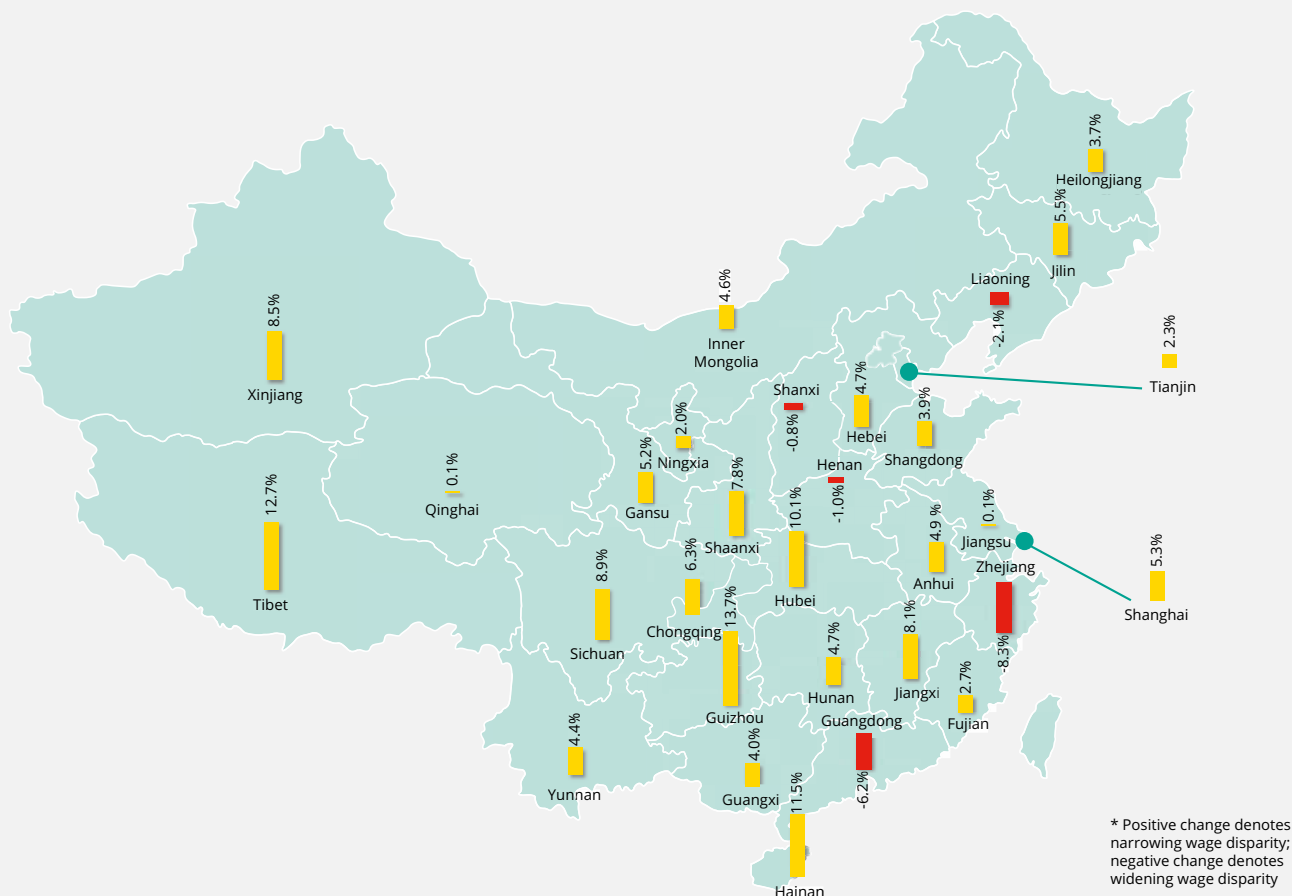 3.7%
Heilongjiang
5.5%
Jilin
Liaoning
-2.1%
2.3%
Tianjin
4.6%
Inner
Mongolia
8.5%
Xinjiang
Shanxi
-0.8%
4.7%
Hebei
3.9%
Shangdong
2.0%
Ningxia
5.2%
Gansu
7.8%
Shaanxi
Henan
-1.0%
0.1%
Qinghai
12.7%
Tibet
10.1%
Hubei
4.9 %
Anhui
0.1%
Jiangsu
Zhejiang
-8.3%
5.3%
Shanghai
8.9%
Sichuan
6.3%
Chongqing
13.7%
Guizhou
4.7%
Hunan
8.1%
Jiangxi
2.7%
Fujian
Guangdong
-6.2%
4.4%
Yunnan
4.0%
Guangxi
11.5%
Hainan
* Positive change denotes
narrowing wage disparity;
negative change denotes
widening wage disparity